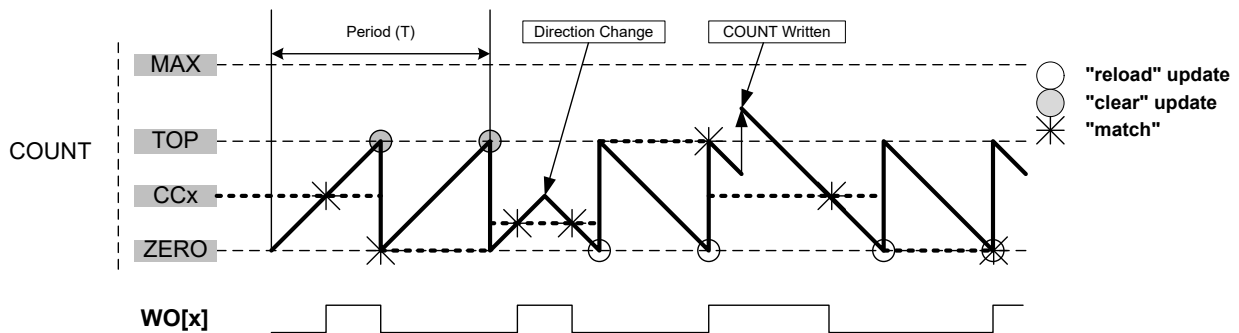 Period (T)
Direction Change
COUNT Written
MAX
"reload" update
"clear" update
TOP
"match"
COUNT
CCx
ZERO
WO[x]